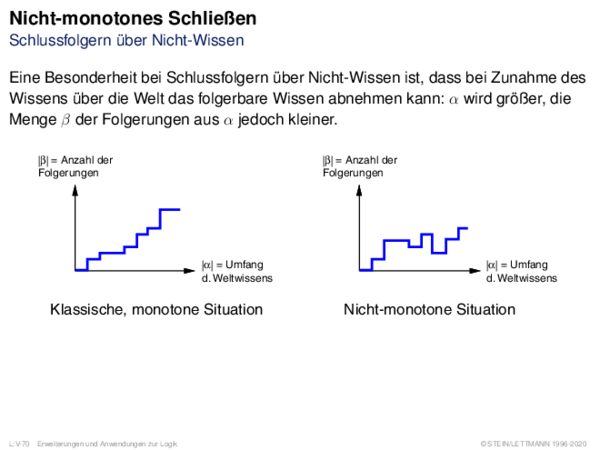 Nicht-monotones Schließen
Schlussfolgern über Nicht-Wissen
Eine Besonderheit bei Schlussfolgern über Nicht-Wissen ist, dass bei Zunahme des
Wissens über die Welt das folgerbare Wissen abnehmen kann: α wird größer, die
Menge β der Folgerungen aus α jedoch kleiner.
|β| = Anzahl der
Folgerungen
|α| = Umfang
d. Weltwissens
Klassische, monotone Situation
|β| = Anzahl der
Folgerungen
|α| = Umfang
d. Weltwissens
Nicht-monotone Situation
L:V-70 Erweiterungen und Anwendungen zur Logik
©STEIN/LETTMANN 1996-2020